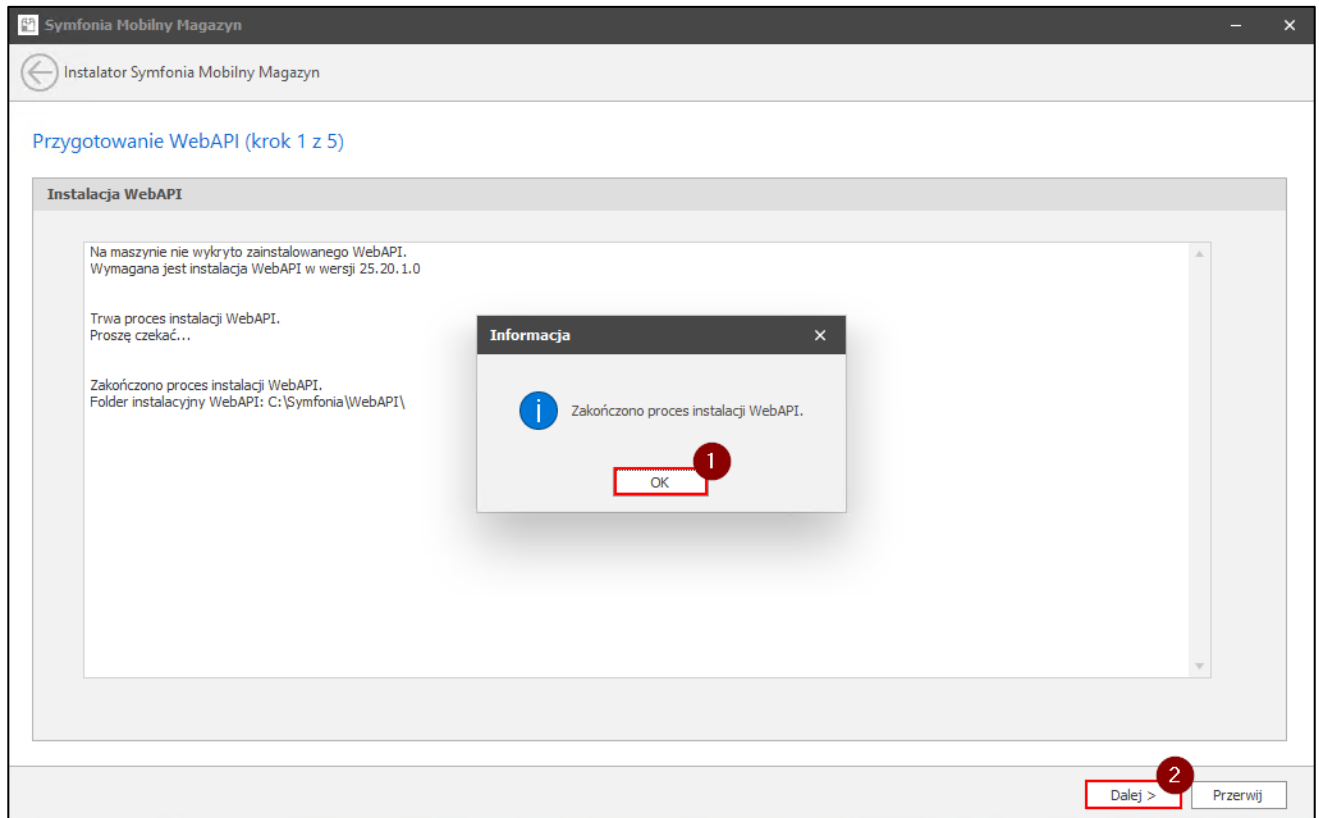 Symfonia Mobilny Magazyn
Instalator Symfonia Mobilny Magazyn
Przygotowanie WebAPI (krok 1 z 5)
Instalacja WebAPI
Na maszynie nie wykryto zainstalowanego WebAPI.
Wymagana jest instalacja WebAPI w wersji 25.20.1.0
Trwa proces instalacji WebAPI.
Proszę czekać...
Zakończono proces instalacji WebAPI.
Folder instalacyjny WebAPI: C:\Symfonia\WebAPI\
Informacja
Zakończono proces instalacji WebAPI.
1
OK
2
Dalej >
Przerwij